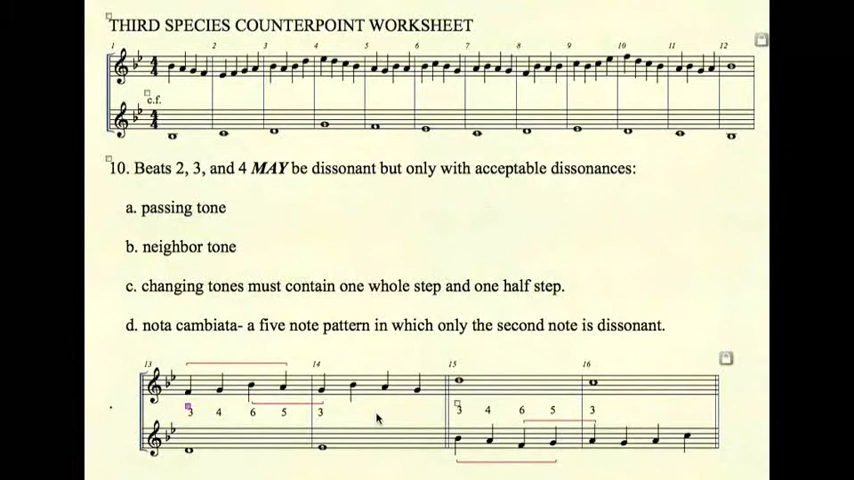 THIRD SPECIES COUNTERPOINT WORKSHEET
1 2 3 4 5 6 7 8 9 10 11 12
c.f.
10. Beats 2, 3, and 4 MAY be dissonant but only with acceptable dissonances:
a. passing tone
b. neighbor tone
c. changing tones must contain one whole step and one half step.
d. nota cambiata- a five note pattern in which only the second note is dissonant.
13 14 15 16
3 4 6 5 3 3 4 6 5 3